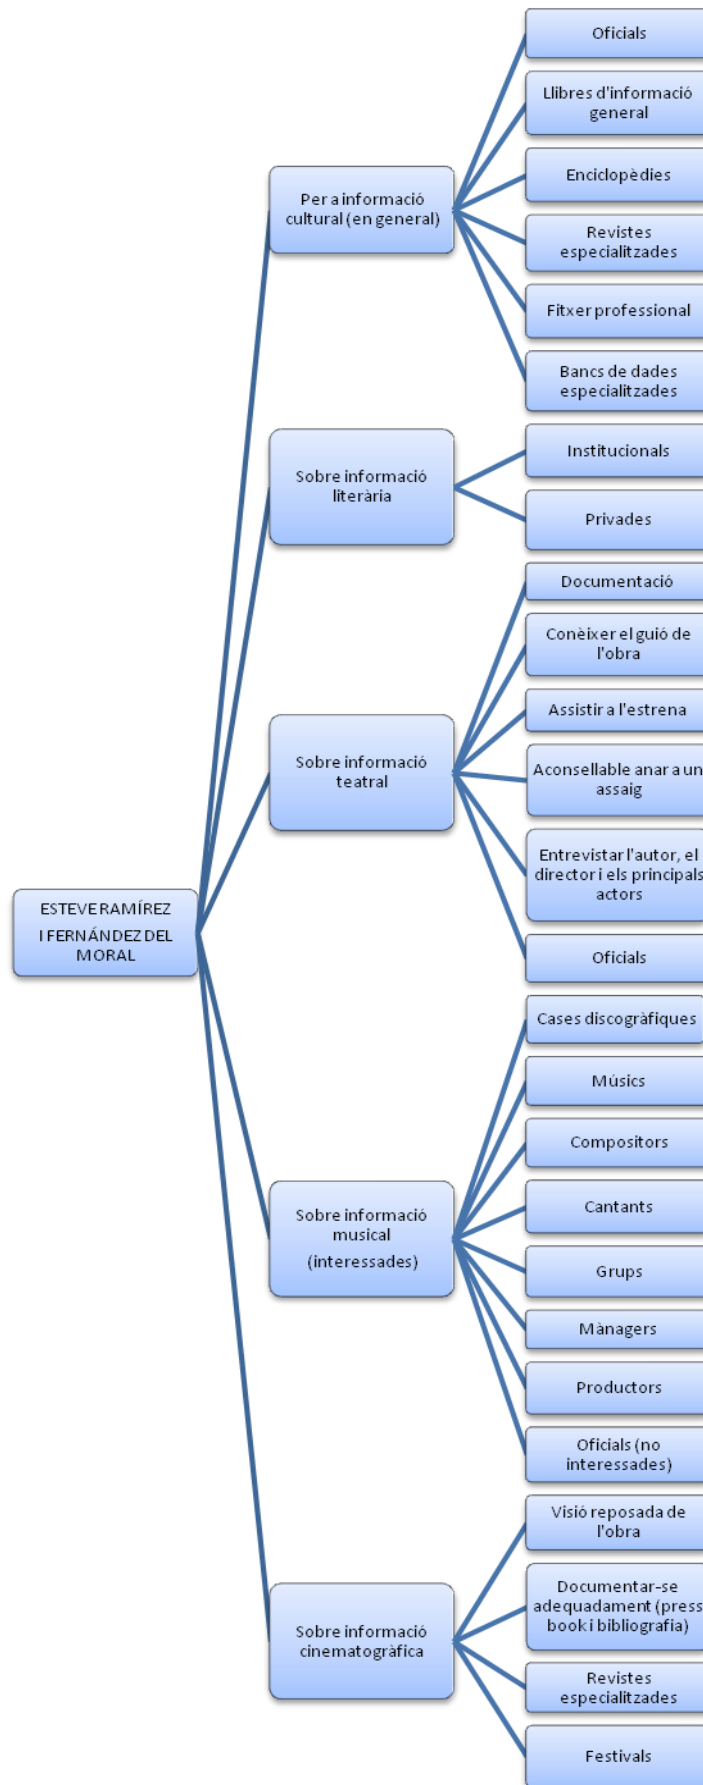 ESTEVE RAMÍREZ
I FERNÁNDEZ DEL
MORAL
Per a informació
cultural (en general)
Oficials
Llibres d'informació
general
Enciclopèdies
Revistes
especialitzades
Fitxer professional
Bancs de dades
especialitzades
Sobre informació
literària
Institucionals
Privades
Sobre informació
teatral
Documentació
Conèixer el guió de
l'obra
Assistir a l'estrena
Aconsellable anar a un
assaig
Entrevistar l'autor, el
director i els principals
actors
Oficials
Sobre informació
musical
(interessades)
Cases discogràfiques
Músics
Compositors
Cantants
Grups
Mànagers
Productors
Oficials (no
interessades)
Sobre informació
cinematogràfica
Visió reposada de
l'obra
Documentar-se
adequadament (press
book i bibliografia)
Revistes
especialitzades
Festivals